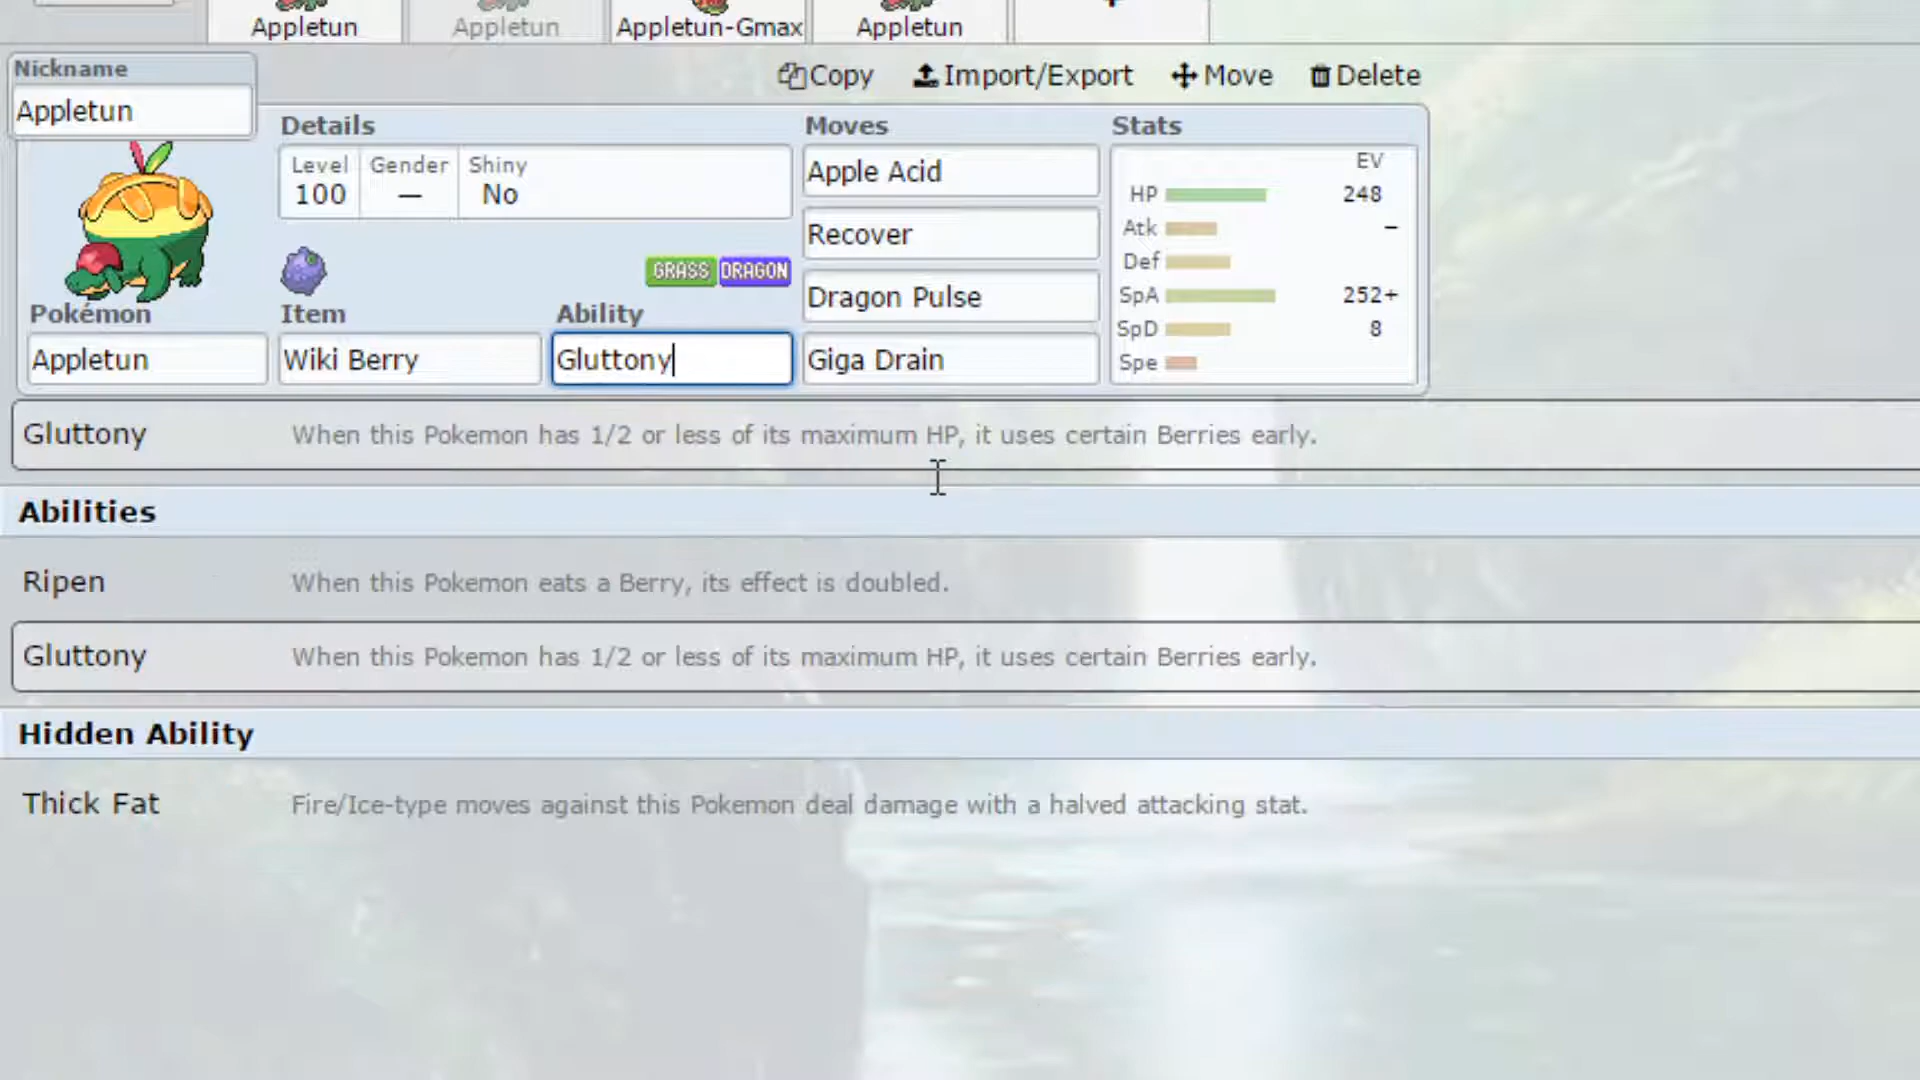 Appletun
Appletun
Appletun-Gmax
Appletun
Nickname
Appletun
Copy
Import/Export
Move
Delete
Details
Level
Gender
Shiny
100
—
No
GRASS
DRAGON
Pokémon
Item
Ability
Appletun
Wiki Berry
Gluttony
Moves
Apple Acid
Recover
Dragon Pulse
Giga Drain
Stats
EV
HP 248
Atk –
Def
SpA 252+
SpD 8
Spe
Gluttony When this Pokemon has 1/2 or less of its maximum HP, it uses certain Berries early.
Abilities
Ripen When this Pokemon eats a Berry, its effect is doubled.
Gluttony When this Pokemon has 1/2 or less of its maximum HP, it uses certain Berries early.
Hidden Ability
Thick Fat Fire/Ice-type moves against this Pokemon deal damage with a halved attacking stat.